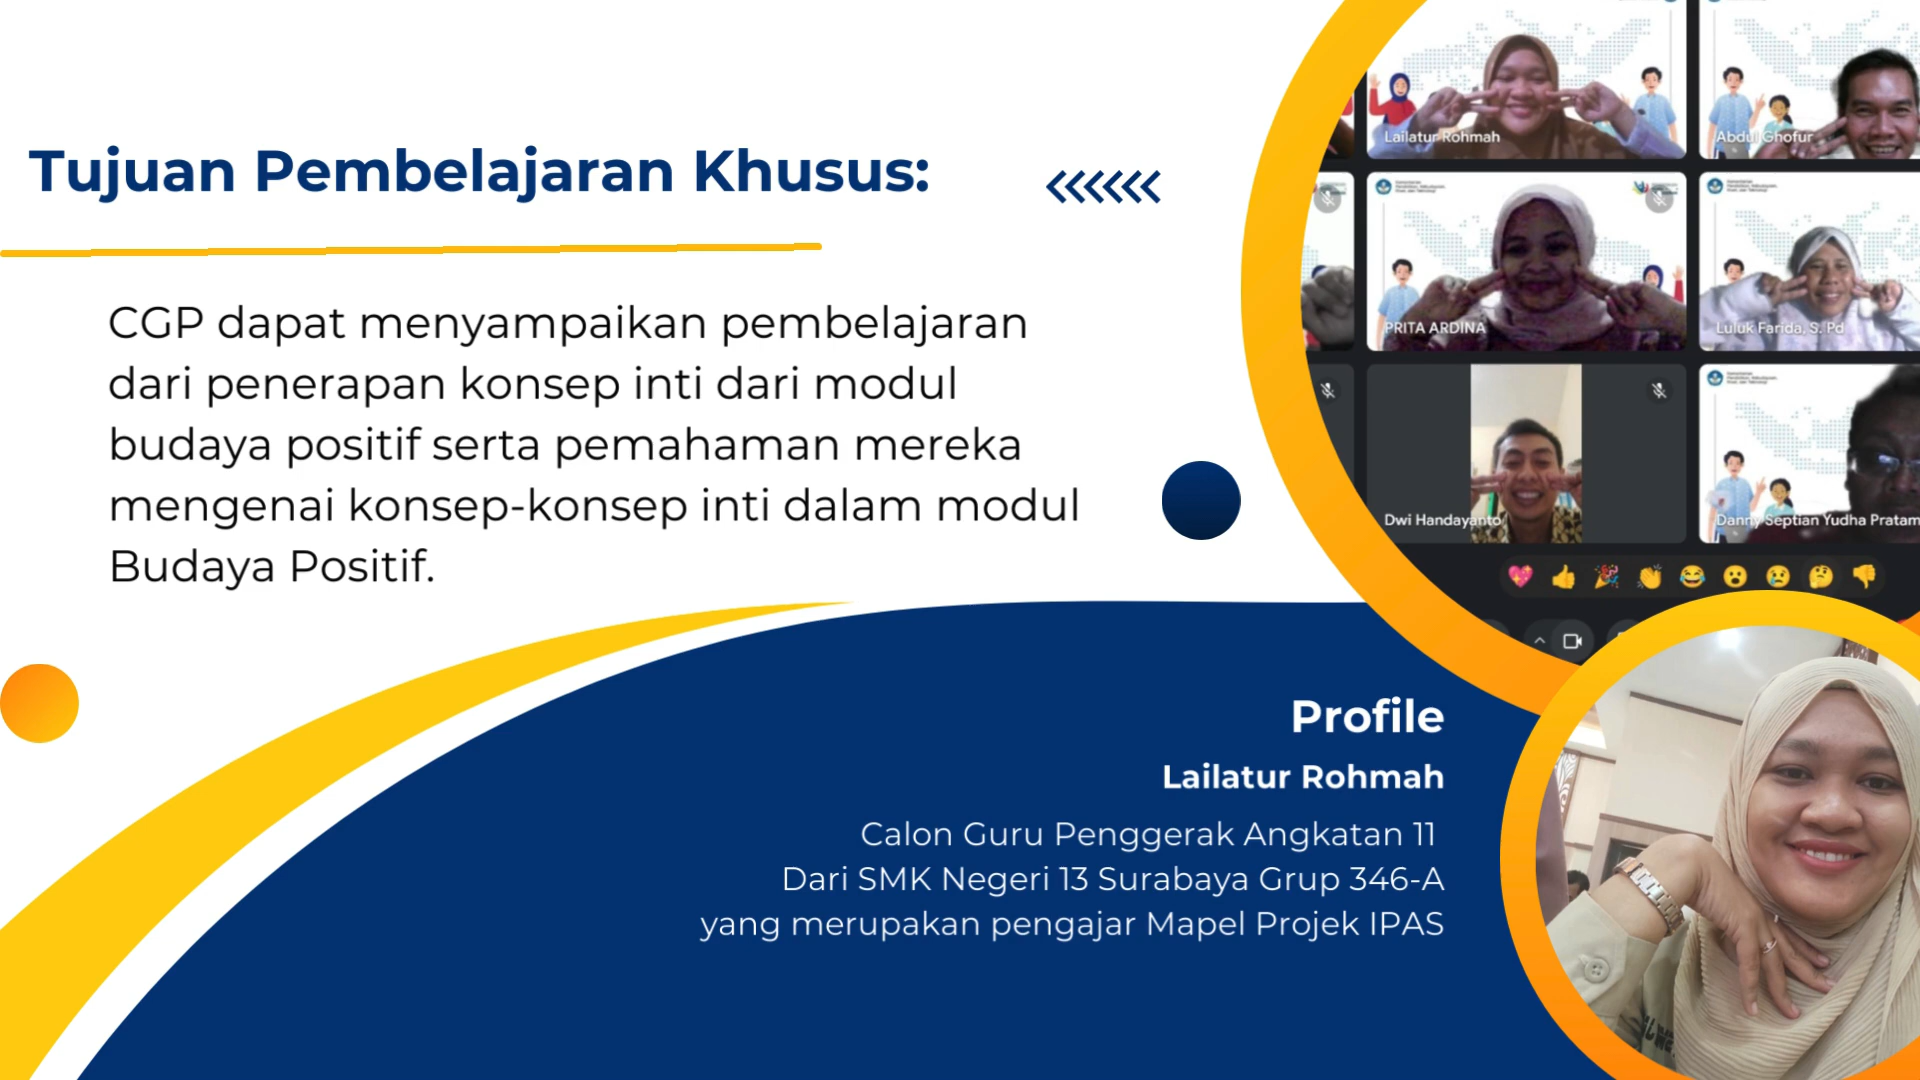 Tujuan Pembelajaran Khusus:
CGP dapat menyampaikan pembelajaran
dari penerapan konsep inti dari modul
budaya positif serta pemahaman mereka
mengenai konsep-konsep inti dalam modul
Budaya Positif.
Lailatur Rohmah
Abdul Ghofur
PRITA ARDINA
Luluk Farida, S. Pd
Dwi Handayanto
Danny Septian Yudha Pratam
Profile
Lailatur Rohmah
Calon Guru Penggerak Angkatan 11
Dari SMK Negeri 13 Surabaya Grup 346-A
yang merupakan pengajar Mapel Projek IPAS